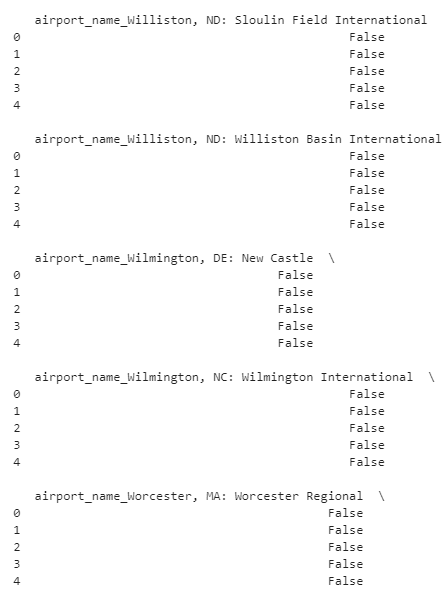 airport_name_Williston, ND: Sloulin Field International
0 False
1 False
2 False
3 False
4 False
airport_name_Williston, ND: Williston Basin International
0 False
1 False
2 False
3 False
4 False
airport_name_Wilmington, DE: New Castle \
0 False
1 False
2 False
3 False
4 False
airport_name_Wilmington, NC: Wilmington International \
0 False
1 False
2 False
3 False
4 False
airport_name_Worcester, MA: Worcester Regional \
0 False
1 False
2 False
3 False
4 False